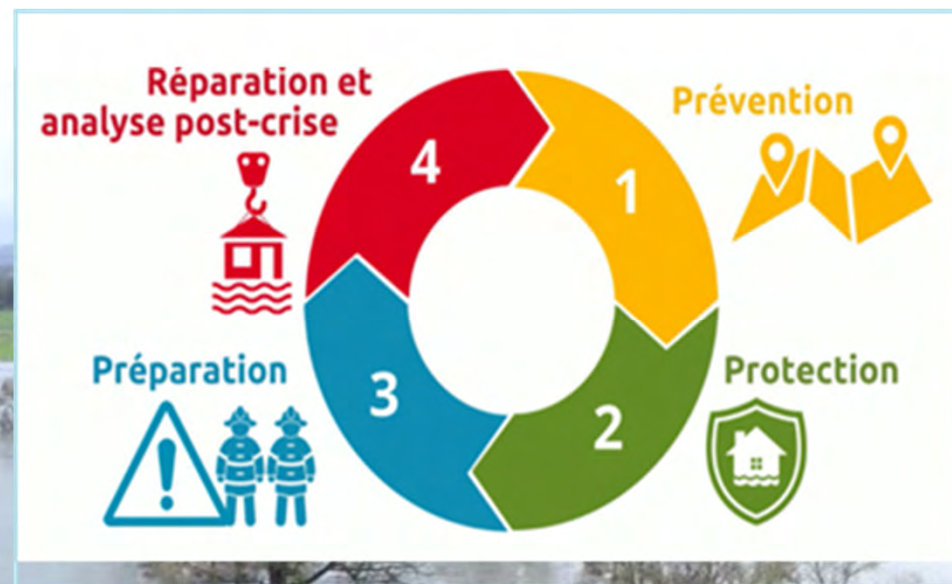 Réparation et
analyse post-crise
4
Prévention
1
Préparation
3
Protection
2